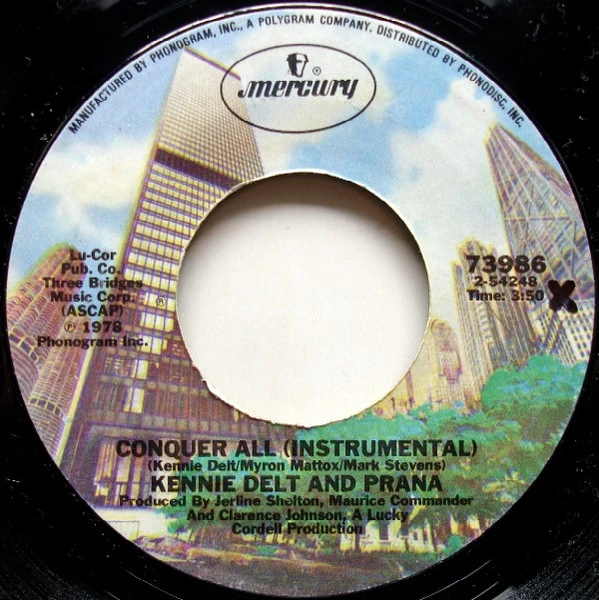 MANUFACTURED BY PHONOGRAM, INC., A POLYGRAM COMPANY, DISTRIBUTED BY PHONODISC, INC.
®
mercury
Lu-Cor
Pub. Co.
Three Bridges
Music Corp.
(ASCAP)
℗ 1978
Phonogram Inc.
®
73986
2-54248
Time: 3:50
X
CONQUER ALL (INSTRUMENTAL)
(Kennie Delt/Myron Mattox/Mark Stevens)
KENNIE DELT AND PRANA
Produced By Jerline Shelton, Maurice Commander
And Clarence Johnson, A Lucky
Cordell Production